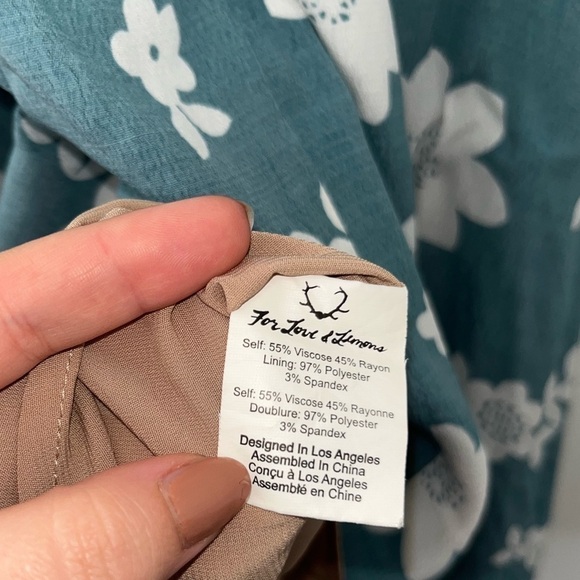 For Love & Lemons
Self: 55% Viscose 45% Rayon
Lining: 97% Polyester
3% Spandex
Self: 55% Viscose 45% Rayonne
Doublure: 97% Polyester
3% Spandex
Designed In Los Angeles
Assembled In China
Conçu à Los Angeles
Assemblé en Chine